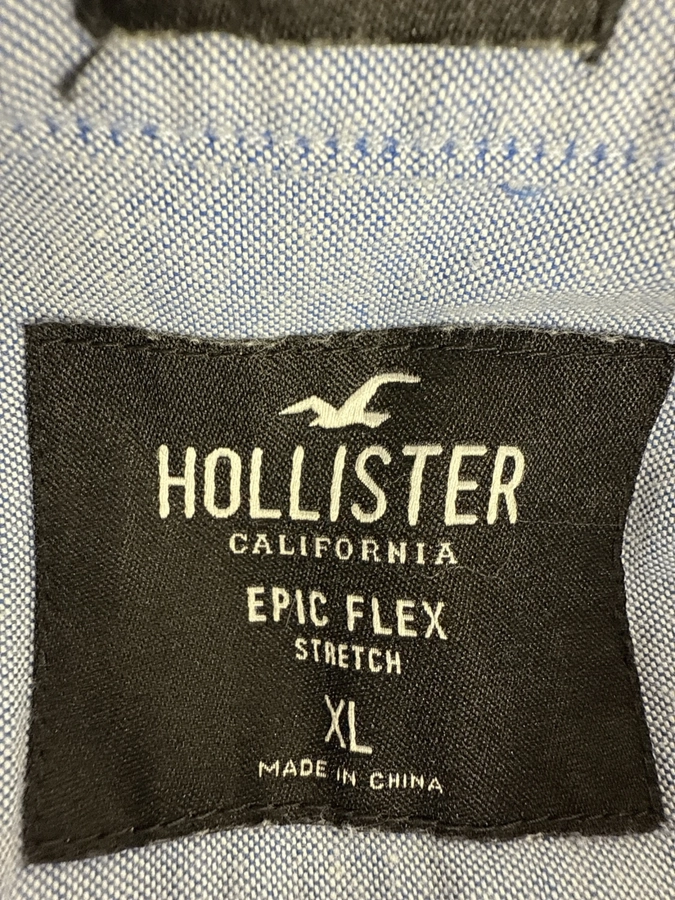 HOLLISTER
CALIFORNIA
EPIC FLEX
STRETCH
XL
MADE IN CHINA